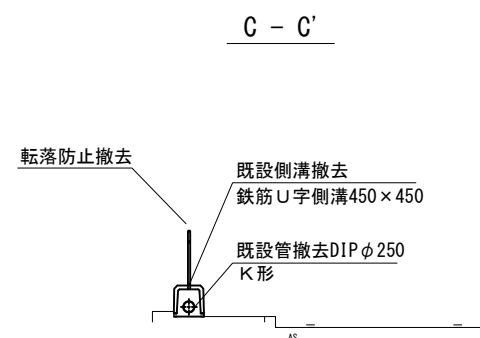 C - C'
転落防止撤去
既設側溝撤去
鉄筋U字側溝450×450
既設管撤去DIPφ250
K形
AS